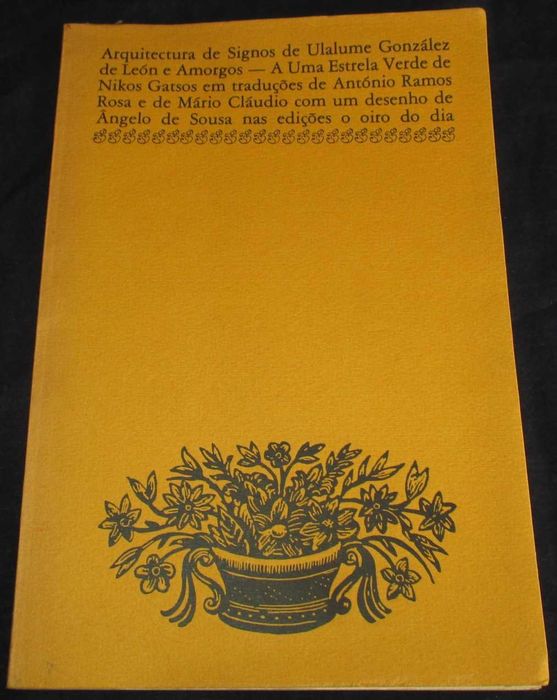 Arquitectura de Signos de Ulalume González
de León e Amorgos — A Uma Estrela Verde de
Nikos Gatsos em traduções de António Ramos
Rosa e de Mário Cláudio com um desenho de
Ângelo de Sousa nas edições o oiro do dia